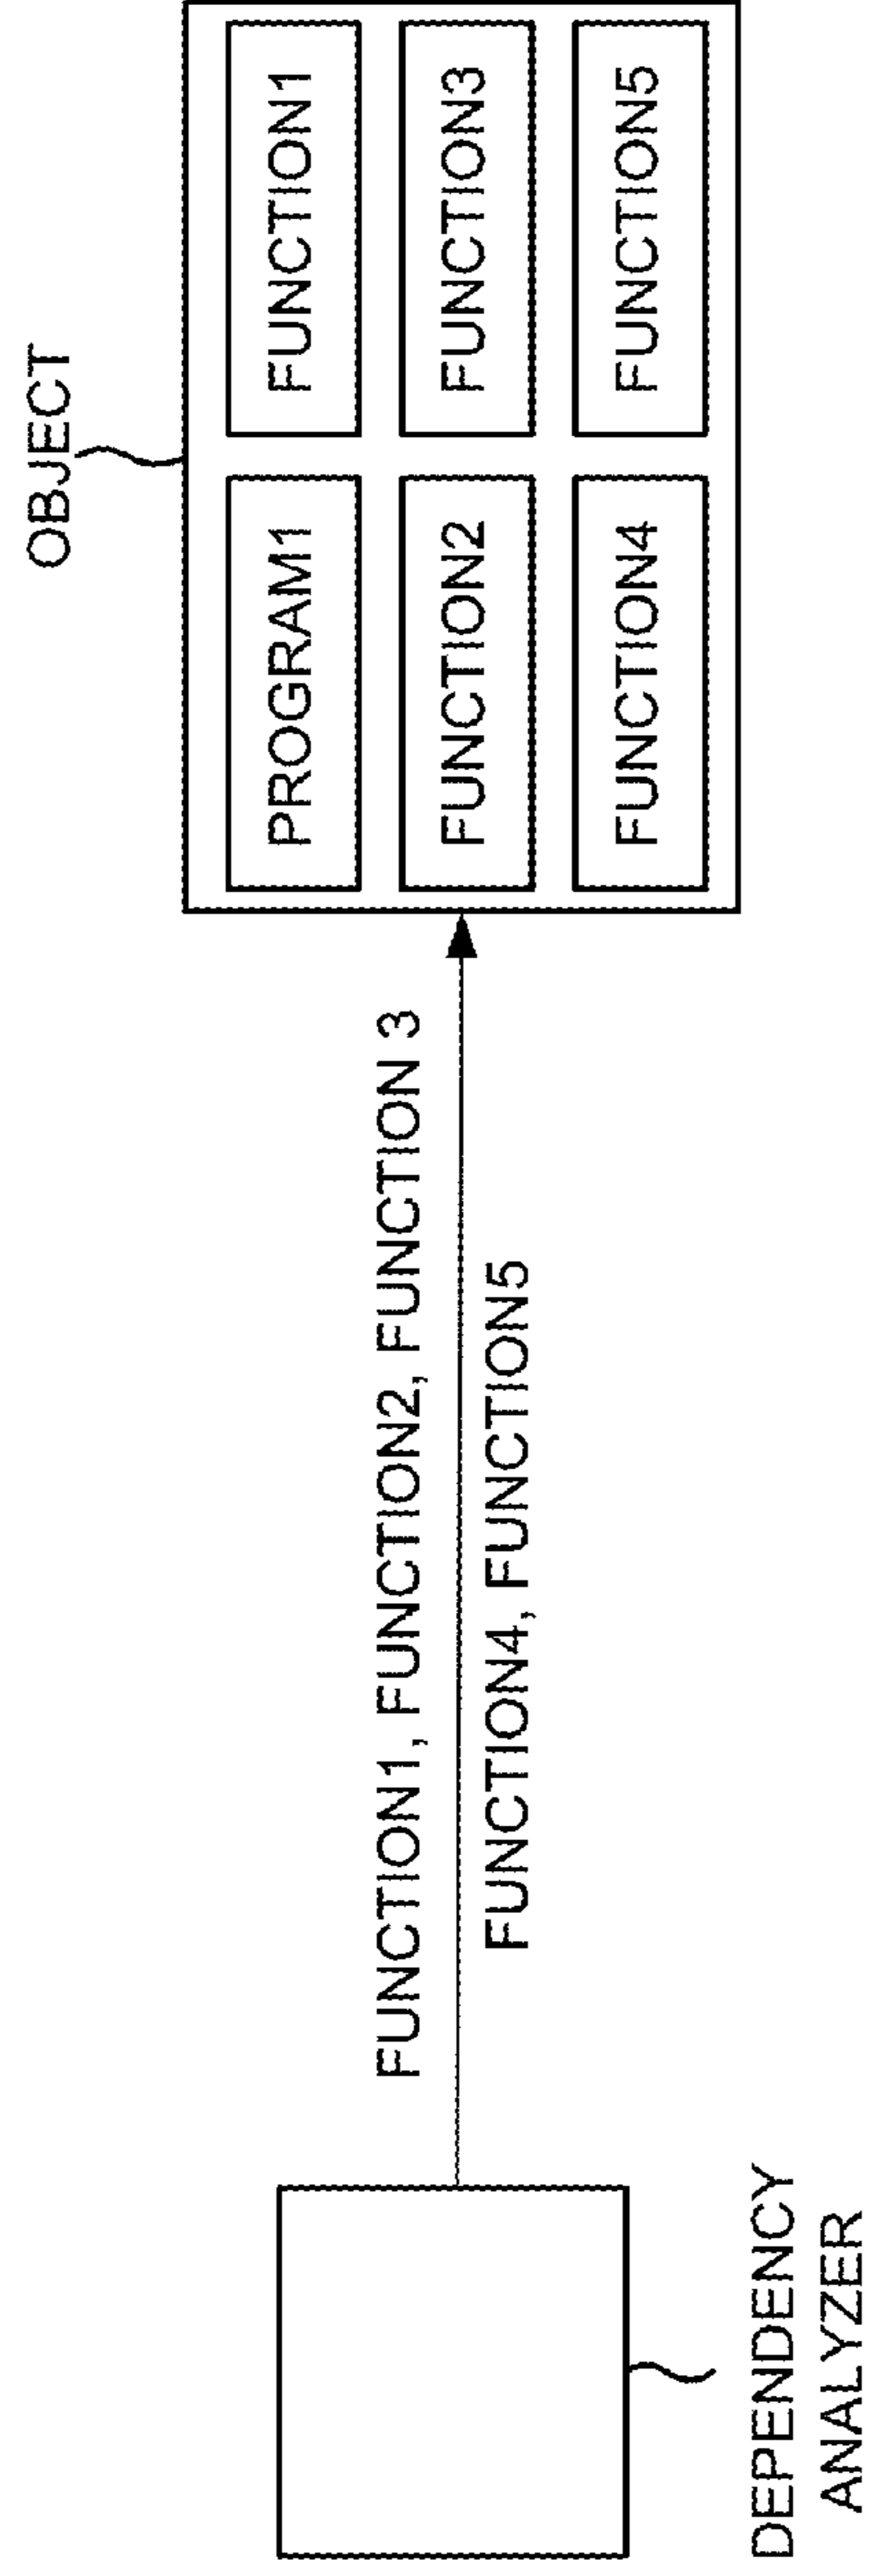 OBJECT
PROGRAM1
FUNCTION1
FUNCTION2
FUNCTION3
FUNCTION4
FUNCTION5
FUNCTION1, FUNCTION2, FUNCTION 3
FUNCTION4, FUNCTION5
DEPENDENCY
ANALYZER